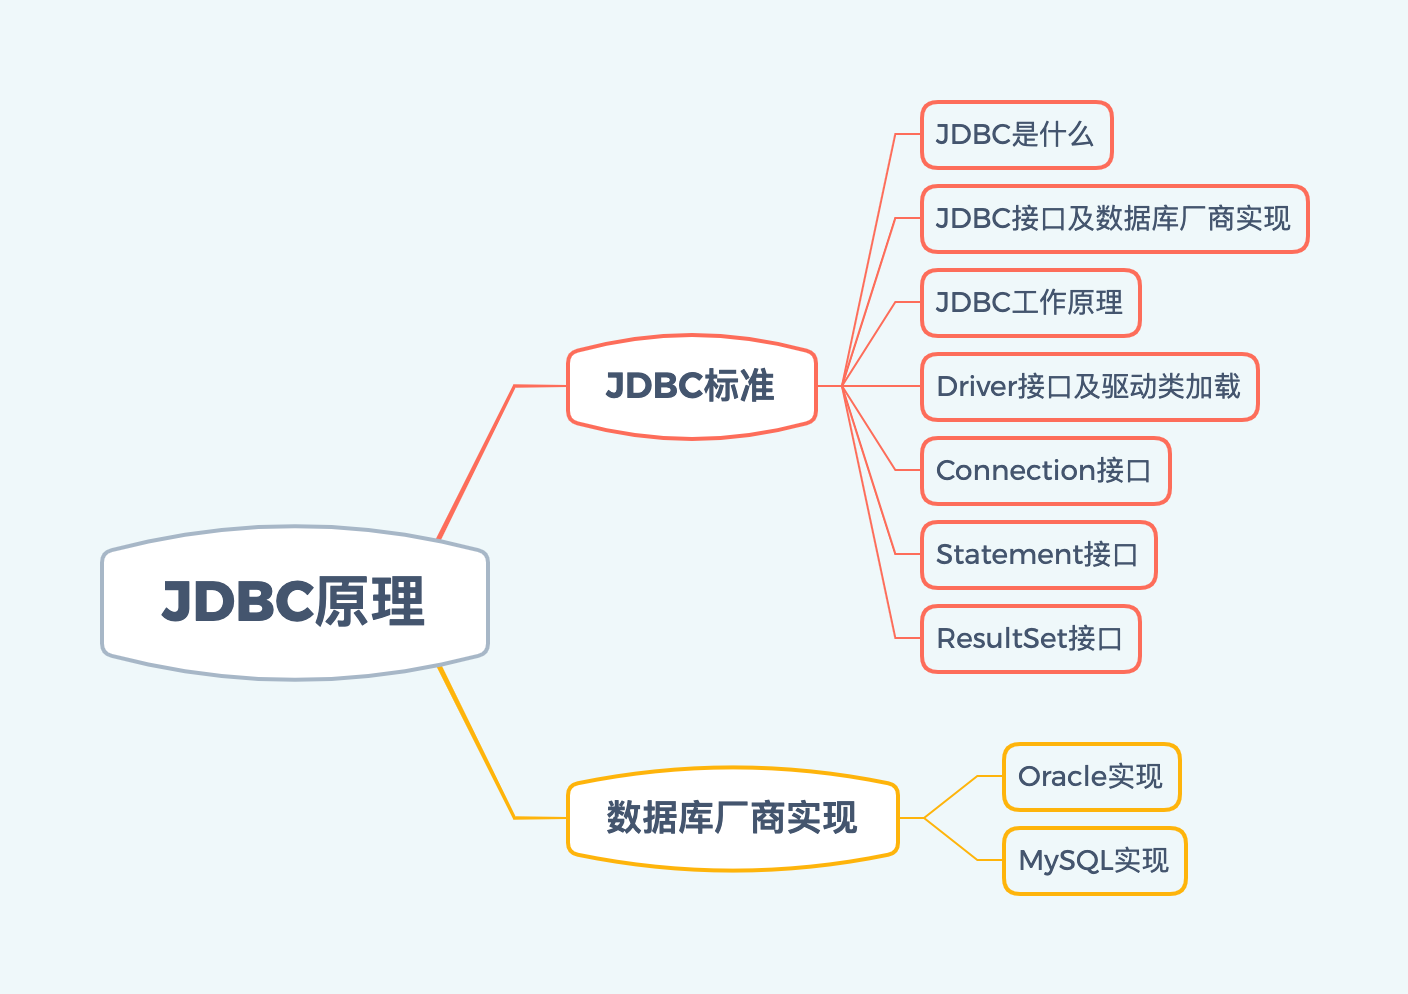 JDBC原理
JDBC标准
JDBC是什么
JDBC接口及数据库厂商实现
JDBC工作原理
Driver接口及驱动类加载
Connection接口
Statement接口
ResultSet接口
数据库厂商实现
Oracle实现
MySQL实现